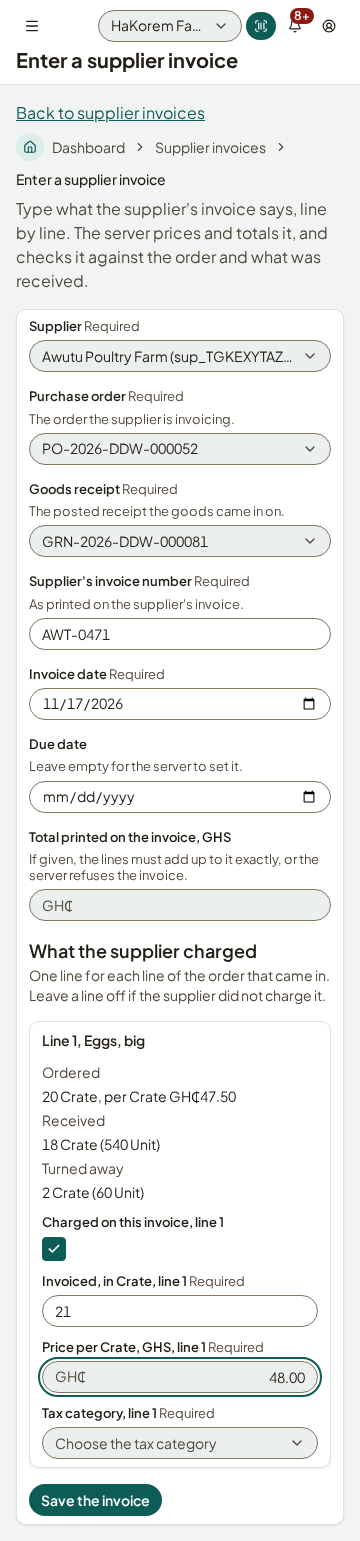 HaKorem Fa...
8+
Enter a supplier invoice
Back to supplier invoices
Dashboard
Supplier invoices
Enter a supplier invoice
Type what the supplier's invoice says, line
by line. The server prices and totals it, and
checks it against the order and what was
received.
Supplier Required
Awutu Poultry Farm (sup_TGKEXYTAZ...
Purchase order Required
The order the supplier is invoicing.
PO-2026-DDW-000052
Goods receipt Required
The posted receipt the goods came in on.
GRN-2026-DDW-000081
Supplier's invoice number Required
As printed on the supplier's invoice.
AWT-0471
Invoice date Required
11/17/2026
Due date
Leave empty for the server to set it.
mm/dd/yyyy
Total printed on the invoice, GHS
If given, the lines must add up to it exactly, or the
server refuses the invoice.
GH₵
What the supplier charged
One line for each line of the order that came in.
Leave a line off if the supplier did not charge it.
Line 1, Eggs, big
Ordered
20 Crate, per Crate GH₵47.50
Received
18 Crate (540 Unit)
Turned away
2 Crate (60 Unit)
Charged on this invoice, line 1
Invoiced, in Crate, line 1 Required
21
Price per Crate, GHS, line 1 Required
GH₵ 48.00
Tax category, line 1 Required
Choose the tax category
Save the invoice